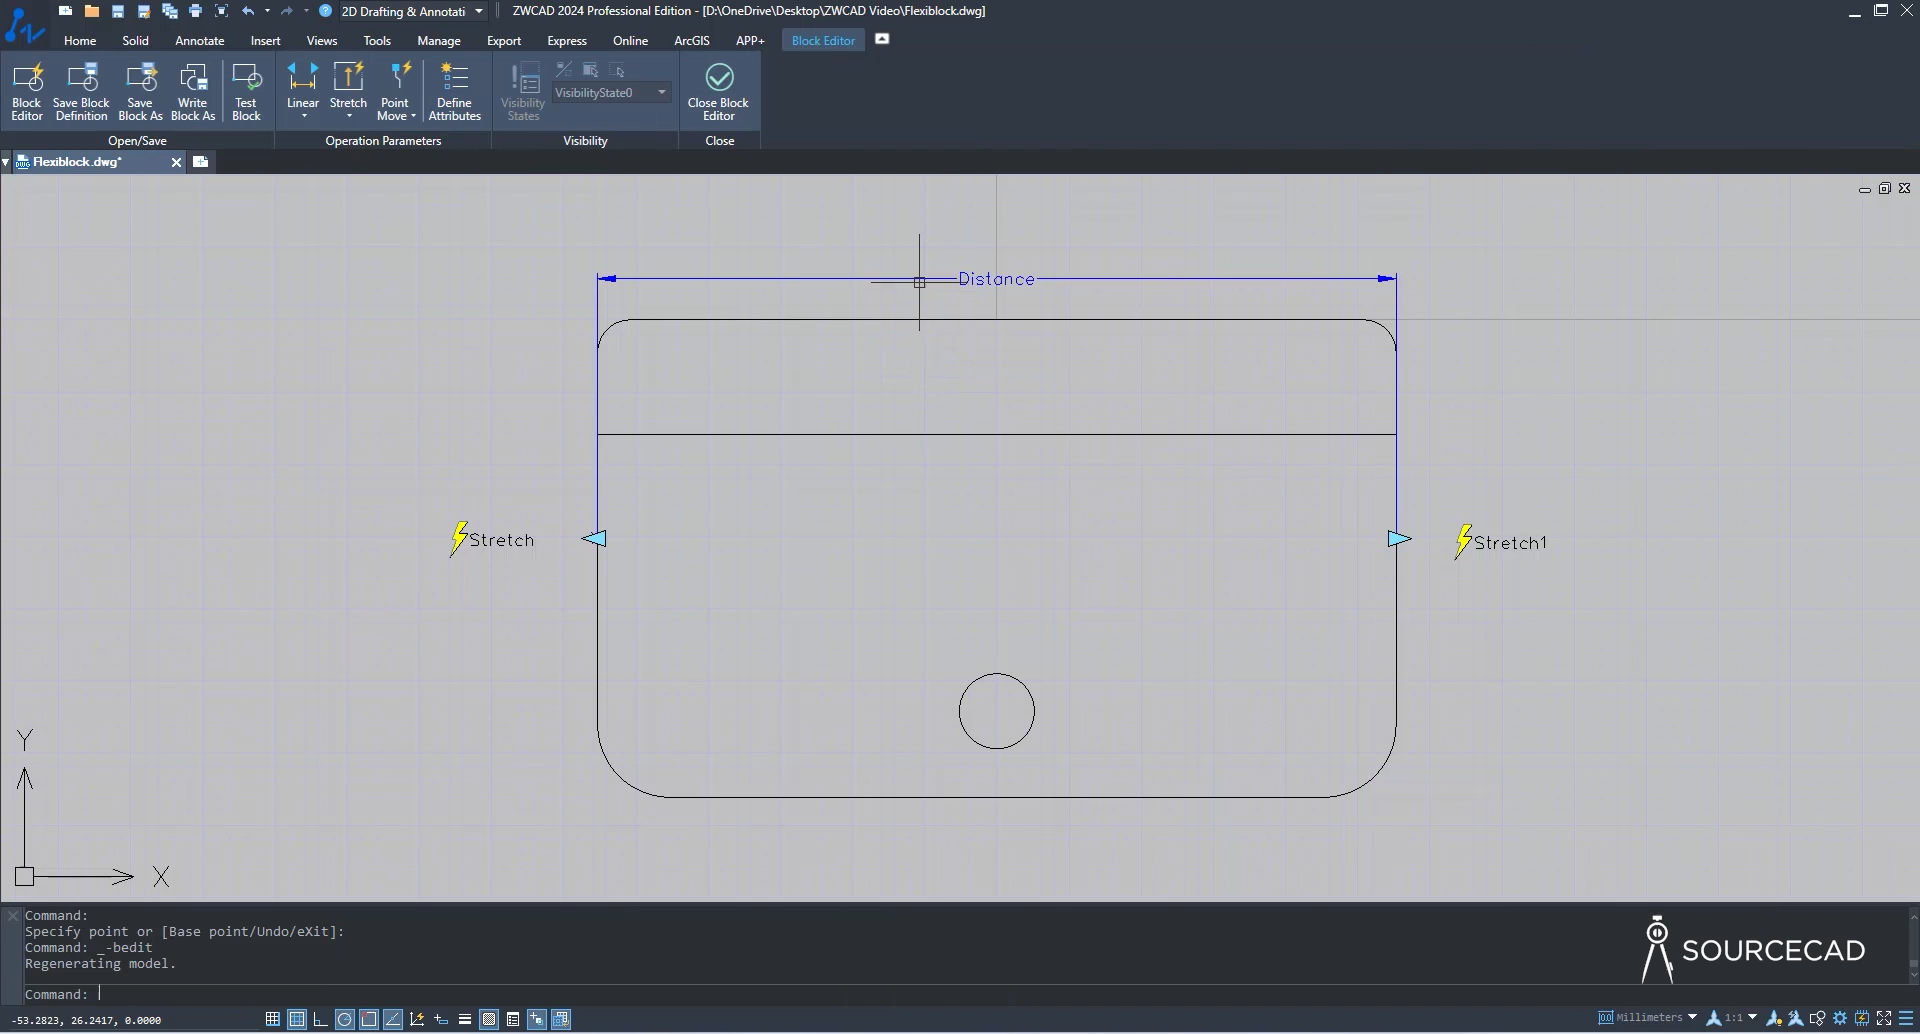 2D Drafting & Annotati
ZWCAD 2024 Professional Edition - [D:\OneDrive\Desktop\ZWCAD Video\Flexiblock.dwg]
Home Solid Annotate Insert Views Tools Manage Export Express Online ArcGIS APP+ Block Editor
VisibilityState0
Block Editor
Save Block Definition
Save Block As
Write Block As
Test Block
Linear
Stretch
Point Move
Define Attributes
Visibility States
Close Block Editor
Open/Save
Operation Parameters
Visibility
Close
Flexiblock.dwg*
Distance
Stretch
Stretch1
Y
X
Command:
Specify point or [Base point/Undo/eXit]:
Command: _-bedit
Regenerating model.
Command:
SOURCECAD
-53.2823, 26.2417, 0.0000
Millimeters
1:1